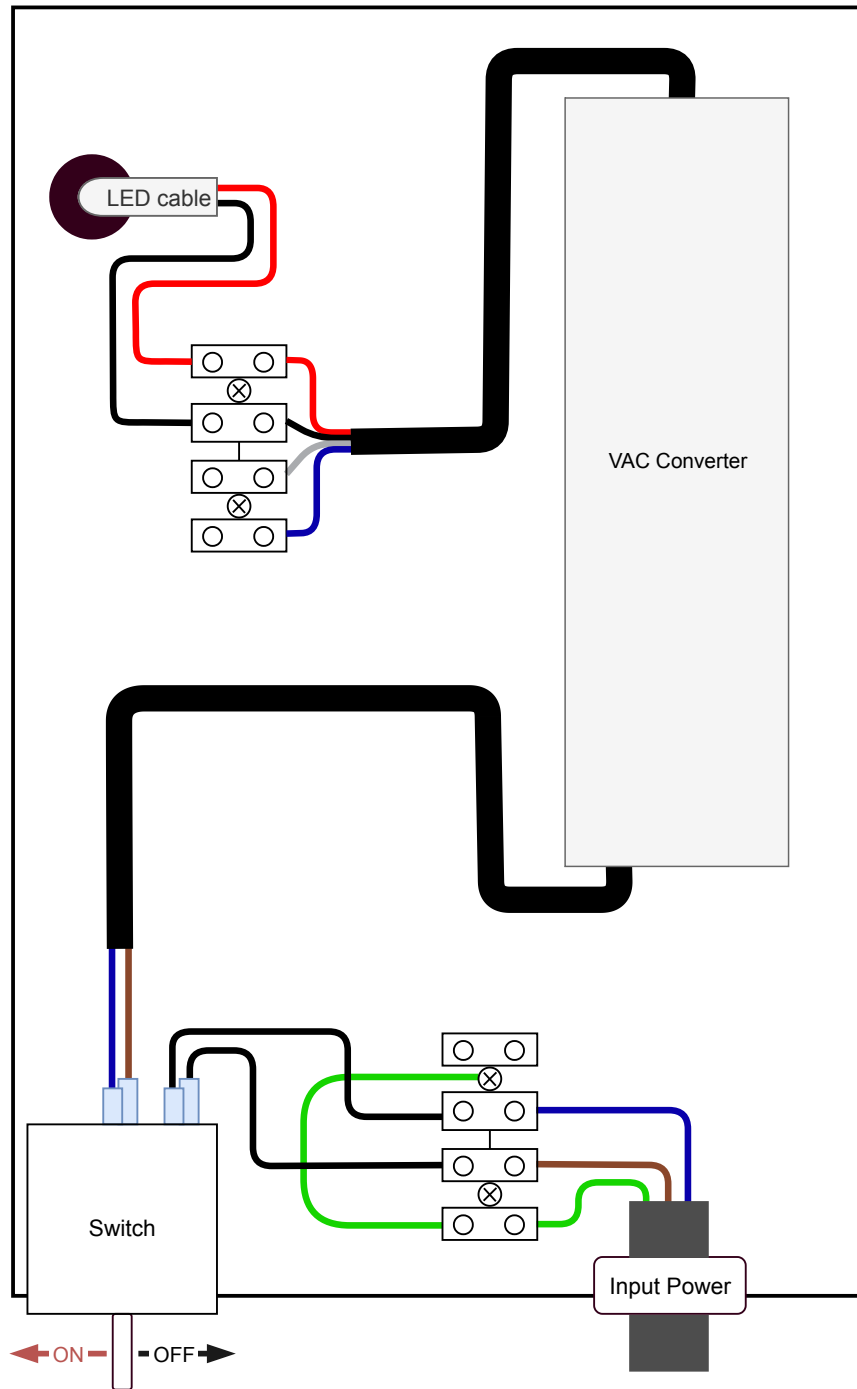 LED cable
VAC Converter
Switch
Input Power
ON
OFF